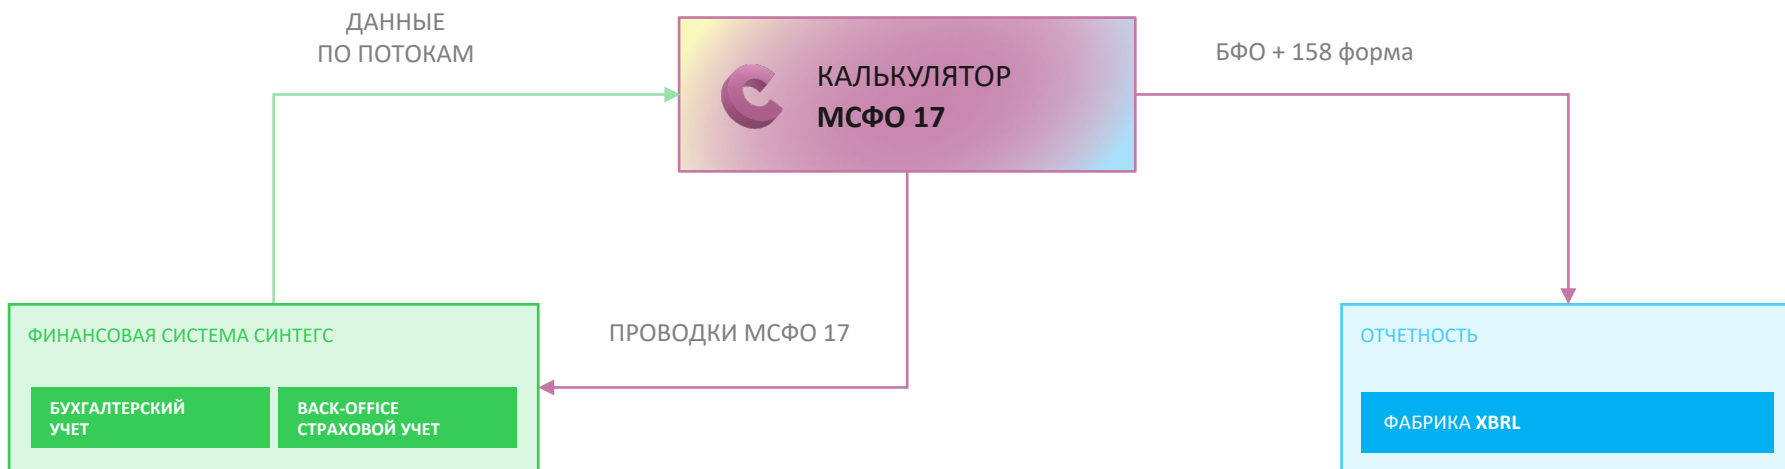 ДАННЫЕ
ПО ПОТОКАМ
КАЛЬКУЛЯТОР
МСФО 17
БФО + 158 форма
ФИНАНСОВАЯ СИСТЕМА СИНТЕГС
БУХГАЛТЕРСКИЙ
УЧЕТ
BACK-OFFICE
СТРАХОВОЙ УЧЕТ
ПРОВОДКИ МСФО 17
ОТЧЕТНОСТЬ
ФАБРИКА XBRL